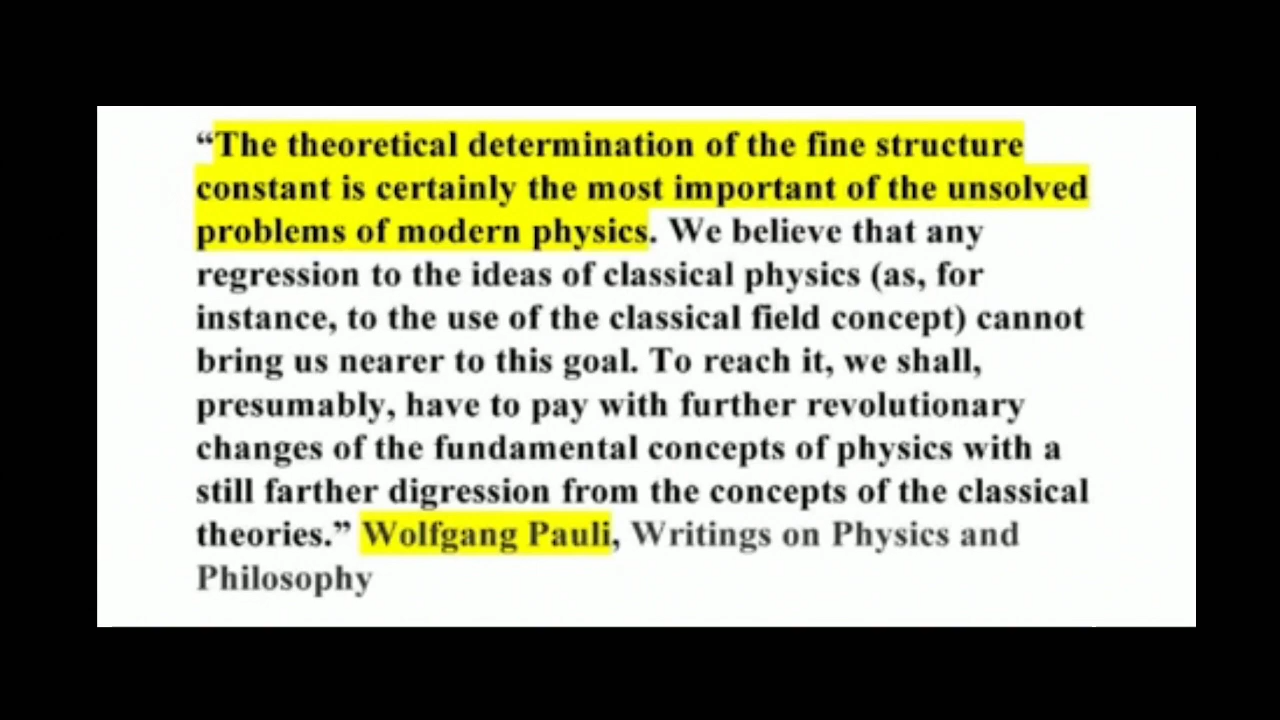 “The theoretical determination of the fine structure
constant is certainly the most important of the unsolved
problems of modern physics. We believe that any
regression to the ideas of classical physics (as, for
instance, to the use of the classical field concept) cannot
bring us nearer to this goal. To reach it, we shall,
presumably, have to pay with further revolutionary
changes of the fundamental concepts of physics with a
still farther digression from the concepts of the classical
theories.” Wolfgang Pauli, Writings on Physics and
Philosophy